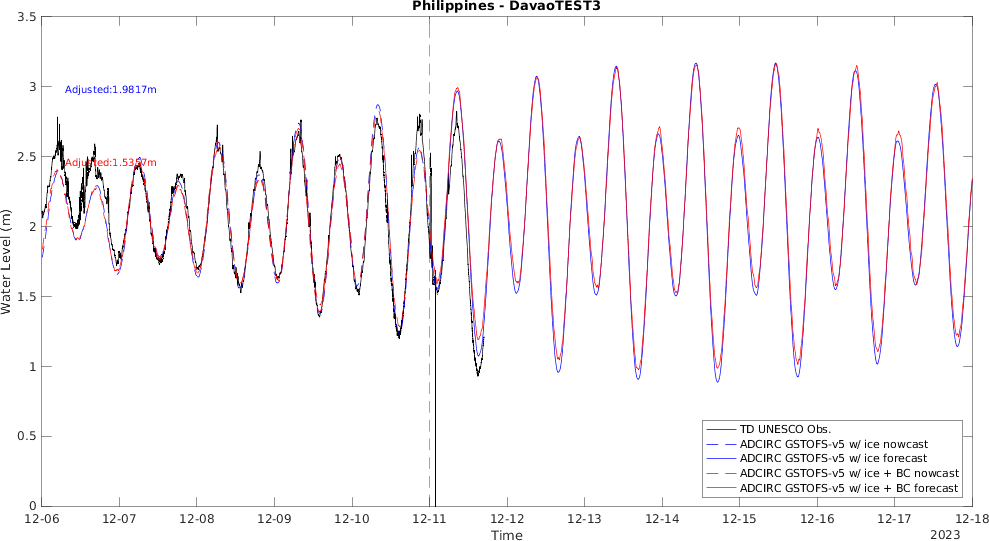 Philippines - DavaoTEST3
3.5
3
2.5
2
1.5
1
0.5
0
Water Level (m)
Adjusted:1.9817m
Adjusted:1.5357m
TD UNESCO Obs.
ADCIRC GSTOFS-v5 w/ ice nowcast
ADCIRC GSTOFS-v5 w/ ice forecast
ADCIRC GSTOFS-v5 w/ ice + BC nowcast
ADCIRC GSTOFS-v5 w/ ice + BC forecast
12-06 12-07 12-08 12-09 12-10 12-11 12-12 12-13 12-14 12-15 12-16 12-17 12-18
Time
2023